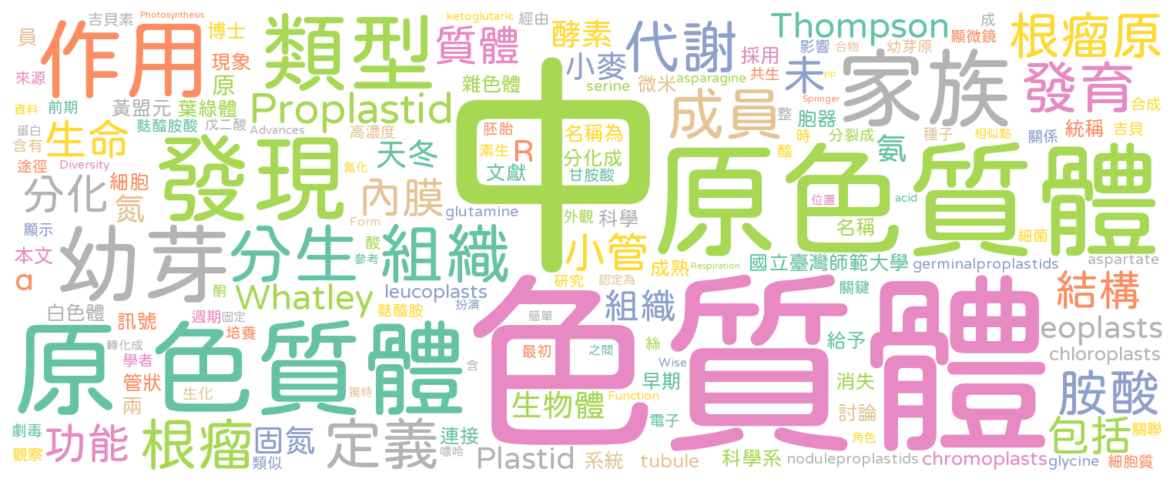 吉貝素
Photosynthesis
ketoglutaric
經由
成
員
作用
博士
類型
質體
酵素
代謝
Thompson
影響
合物
幼芽原
顯微鏡
根瘤原
現象
小麥
採用
未
家族
來源
原
雜色體
微米
asparagine
共生
pp
serine
發育
資料
前期
黃盟元
葉綠體
Proplastid
中
成員
整
Springer
合成
蛋白
生命
麩醯胺酸
戊二酸
Advances
高濃度
胚胎
名稱為
胞器
分裂成
種子
相似點
統稱
吉貝
含有
發現
素生
R
分化成
時
醯
氨
關係
途徑
Diversity
氮化
天冬
文獻
甘胺酸
原色質體
位置
acid
分化
細胞
氮
內膜
glutamine
外觀
科學
名稱
顯示
Form
細菌
幼芽
分生
組織
酸
小管
本文
參考
成熟
Respiration
國立臺灣師範大學
germinalproplastids
aspartate
a
酮
Whatley
leucoplasts
扮演
研究
認定為
組織
關鍵
結構
白色體
訊號
週期
固定
麩醯胺
色質體
簡單
eoplasts
原色質體
轉化成
學者
培養
最初
之間
絲
給予
chloroplasts
管狀
獨特
含
Wise
早期
消失
胺酸
兩
生化
生物體
Function
電子
討論
劇毒
功能
根瘤
固氮
定義
連接
嘌呤
角色
包括
關聯
觀察
類似
Plastid
系統
tubule
科學系
noduleproplastids
chromoplasts
glycine
細胞質